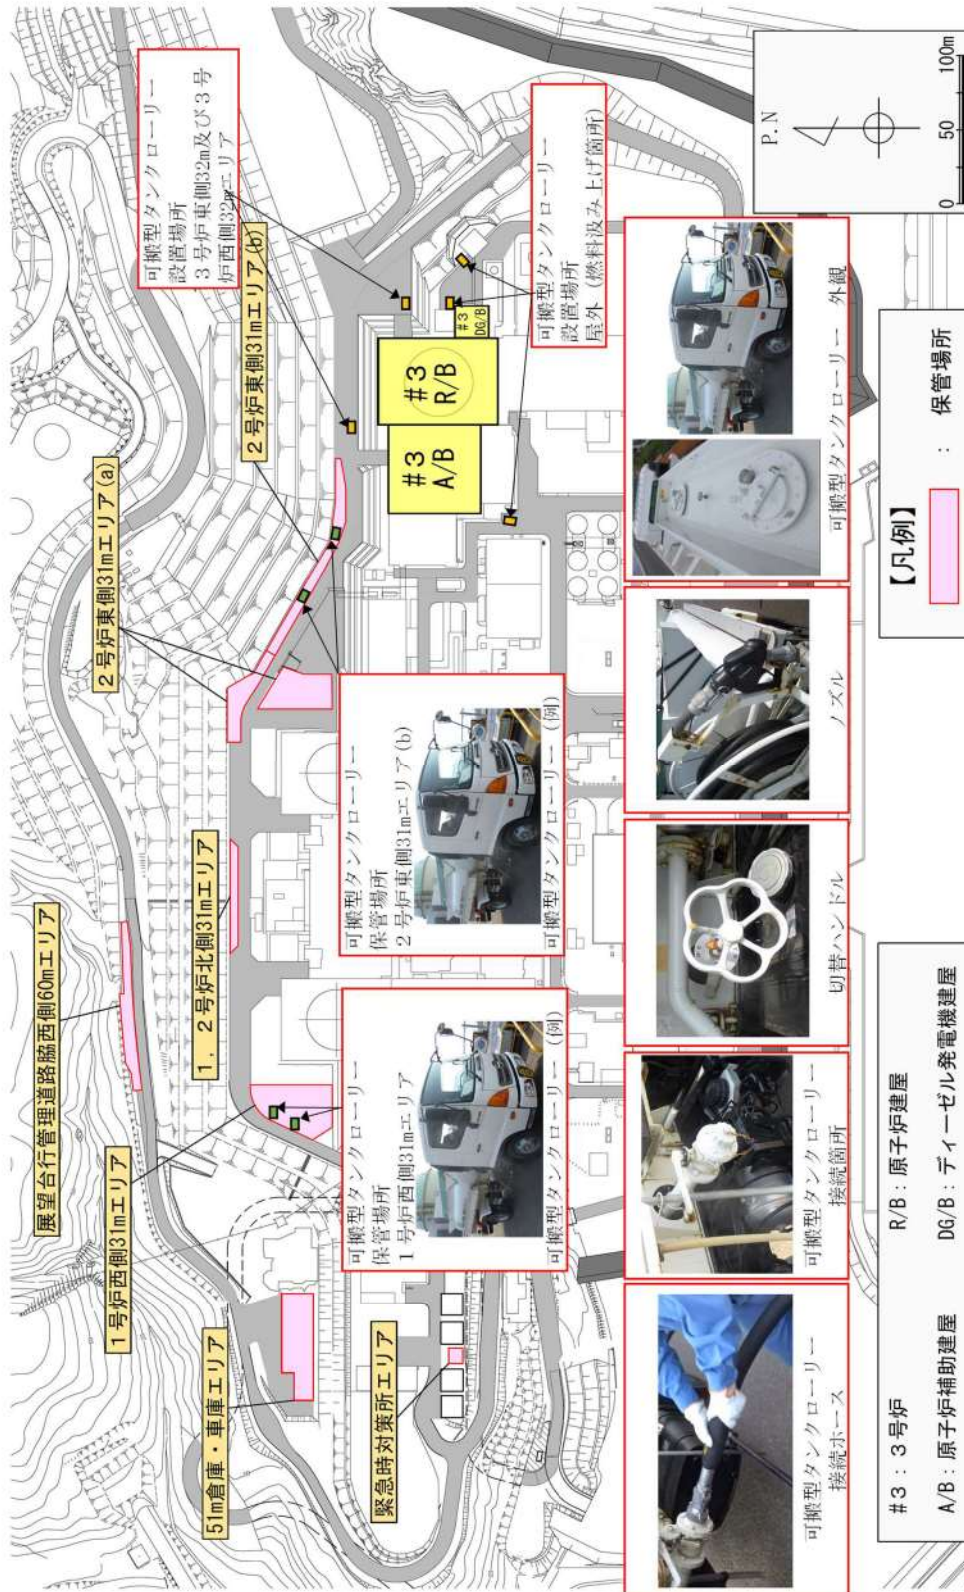 展望台行管理道路脇西側60mエリア
1号炉西側31mエリア
51m倉庫・車庫エリア
緊急時対策所エリア
1，2号炉北側31mエリア
2号炉東側31mエリア(a)
2号炉東側31mエリア(b)
可搬型タンクローリー
設置場所
3号炉東側32m及び3号
炉西側32mエリア
可搬型タンクローリー
設置場所
屋外（燃料汲み上げ箇所）
#3
R/B
#3
A/B
#3
DG/B
可搬型タンクローリー
保管場所
1号炉西側31mエリア
可搬型タンクローリー（例）
可搬型タンクローリー
保管場所
2号炉東側31mエリア(b)
可搬型タンクローリー（例）
可搬型タンクローリー
接続ホース
可搬型タンクローリー
接続箇所
切替ハンドル
ノズル
可搬型タンクローリー 外観
P.N
0 50 100m
#3：3号炉 R/B：原子炉建屋
A/B：原子炉補助建屋 DG/B：ディーゼル発電機建屋
【凡例】
： 保管場所